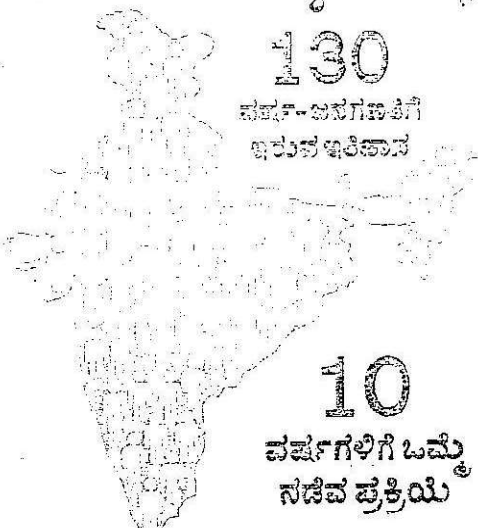 130
ವರ್ಷ-ಜನಗಣತಿಗೆ
ಇರುವ ಇತಿಹಾಸ
10
ವರ್ಷಗಳಿಗೆ ಒಮ್ಮೆ
ನಡೆವ ಪ್ರಕ್ರಿಯೆ